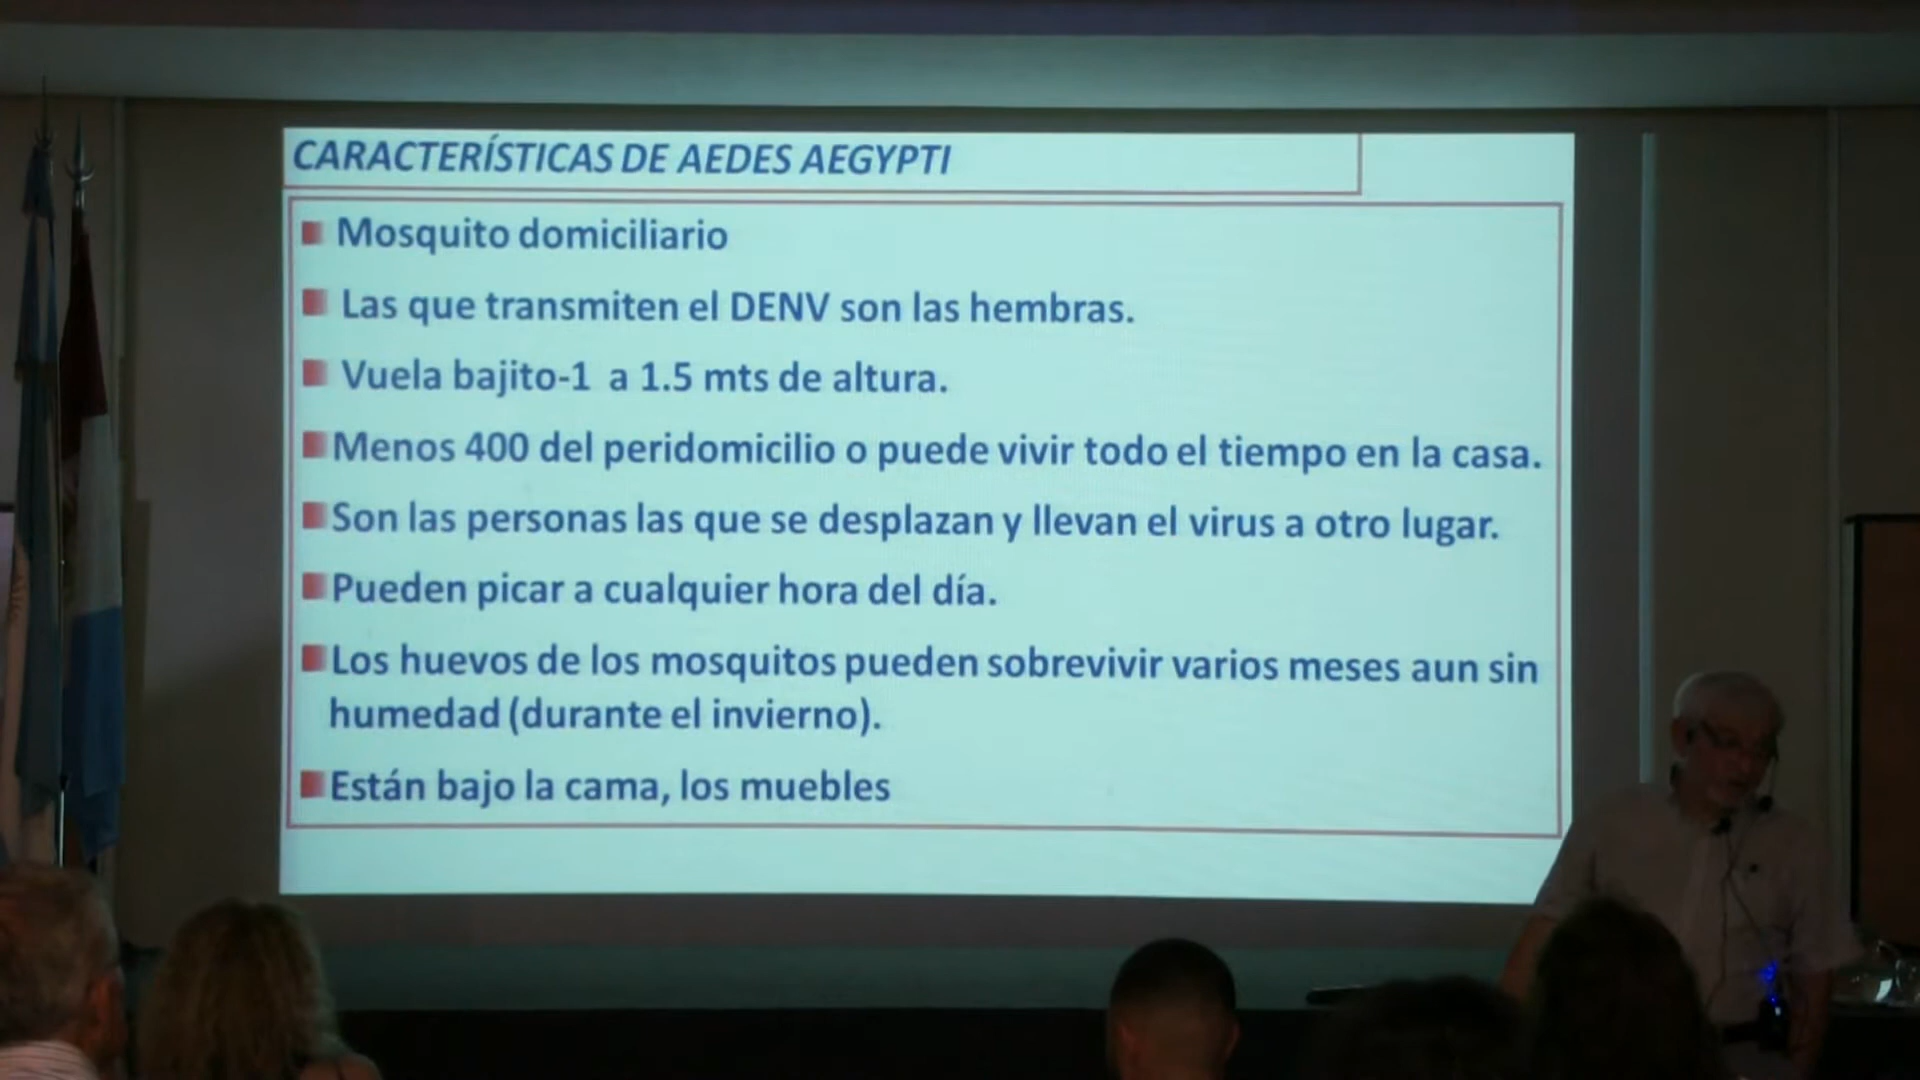 CARACTERÍSTICAS DE AEDES AEGYPTI
Mosquito domiciliario
Las que transmiten el DENV son las hembras.
Vuela bajito-1 a 1.5 mts de altura.
Menos 400 del peridomicilio o puede vivir todo el tiempo en la casa.
Son las personas las que se desplazan y llevan el virus a otro lugar.
Pueden picar a cualquier hora del día.
Los huevos de los mosquitos pueden sobrevivir varios meses aun sin
humedad (durante el invierno).
Están bajo la cama, los muebles